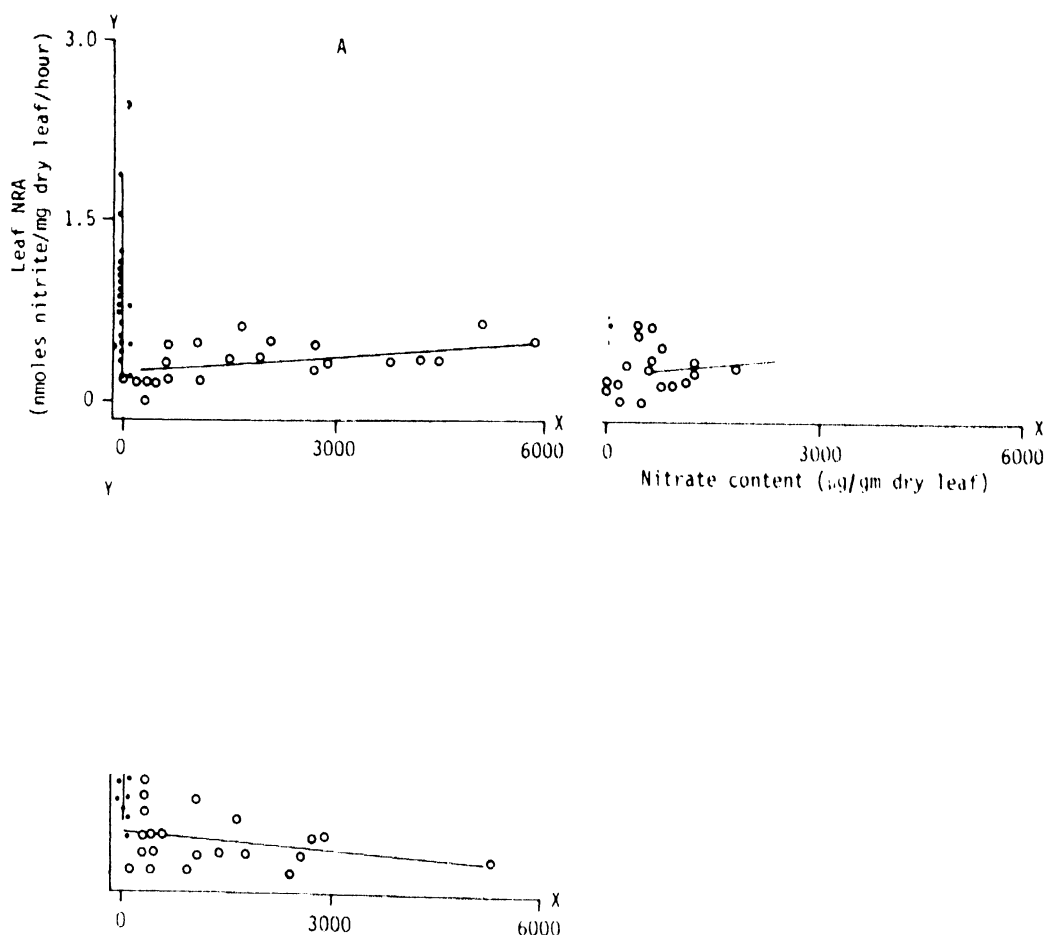 Y
3.0
A
Leaf NRA
(nmoles nitrite/mg dry leaf/hour)
1.5
0
X
0
3000
6000
X
0
3000
6000
Nitrate content (µg/gm dry leaf)
Y
X
0
3000
6000